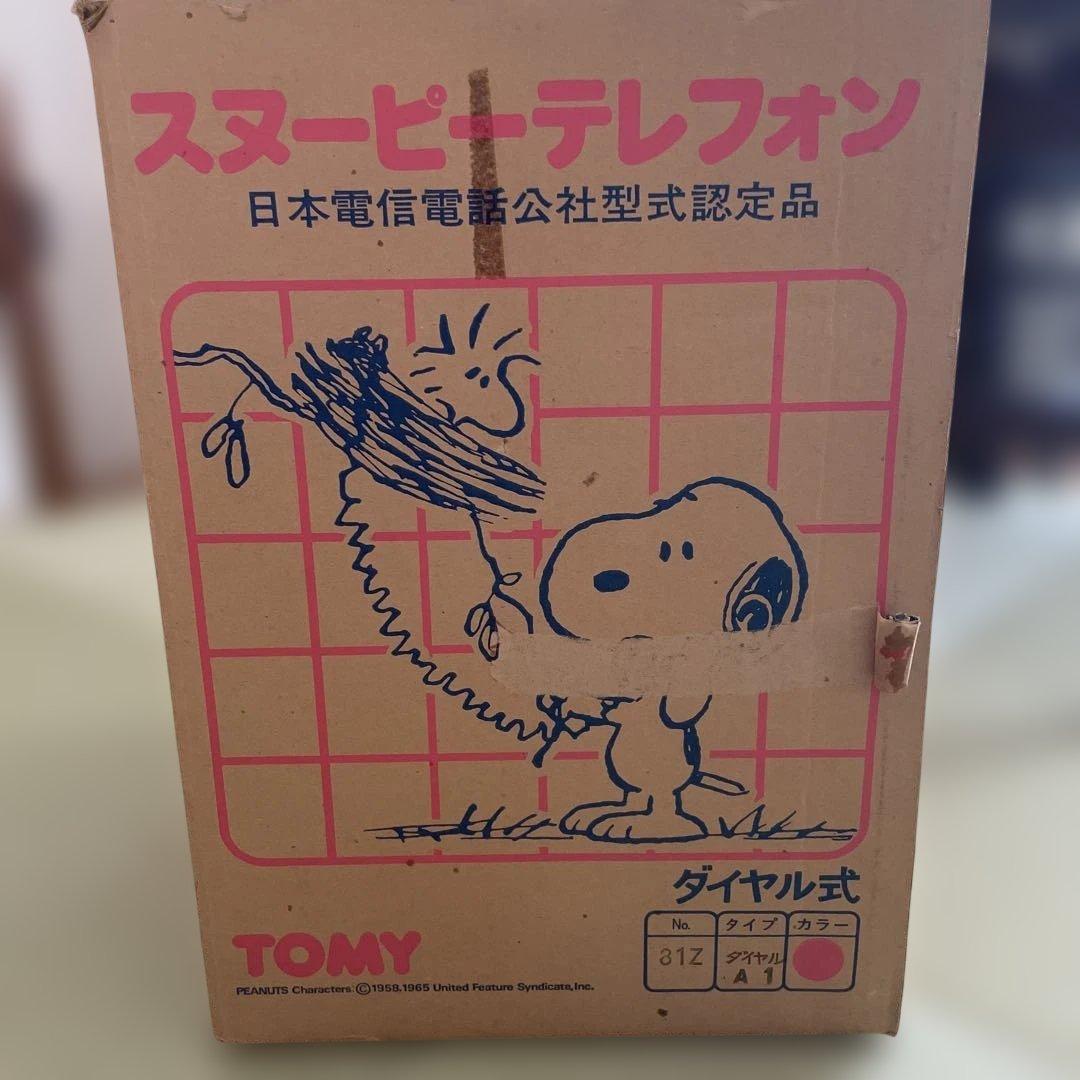 スヌーピーテレフォン
日本電信電話公社型式認定品
ダイヤル式
No. タイプ カラー
81Z ダイヤル
A 1
TOMY
PEANUTS Characters: ©1958.1965 United Feature Syndicate,Inc.